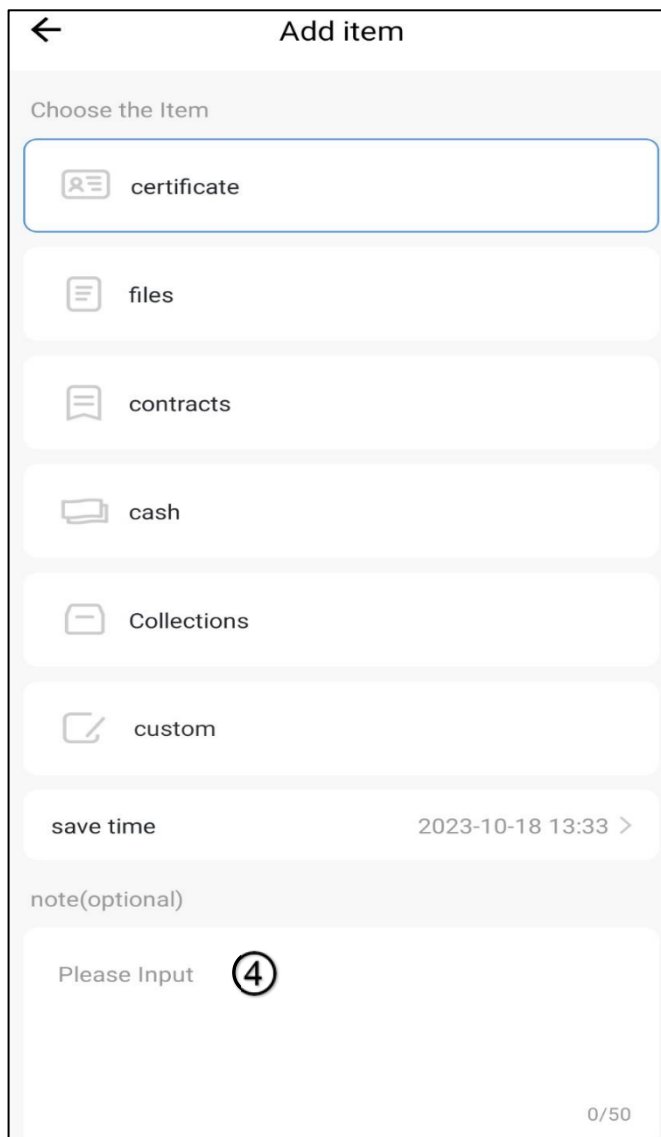 Add item
Choose the Item
certificate
files
contracts
cash
Collections
custom
save time 2023-10-18 13:33 >
note(optional)
Please Input ④
0/50